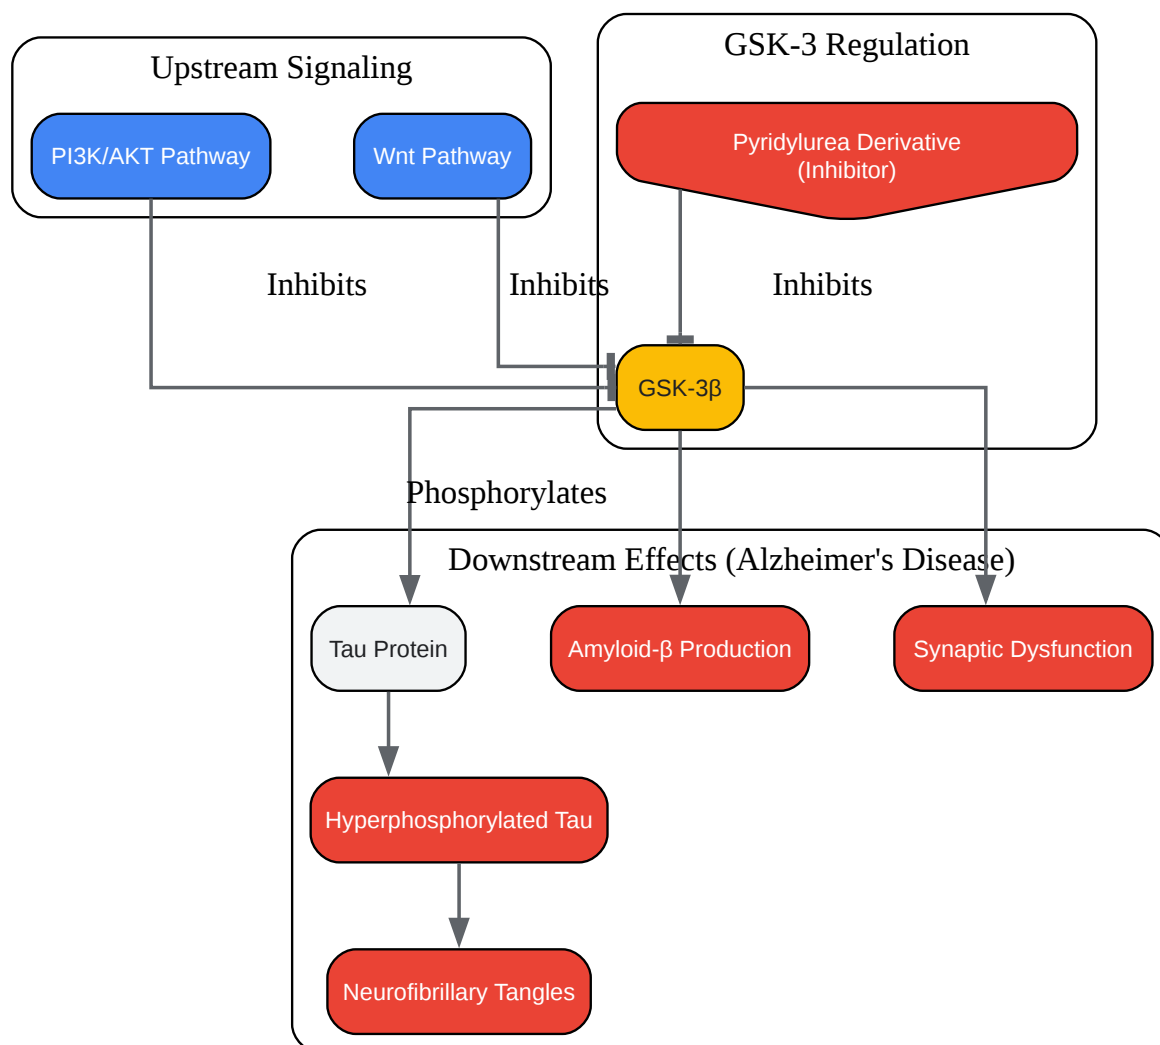 Upstream Signaling
GSK-3 Regulation
PI3K/AKT Pathway
Wnt Pathway
Pyridylurea Derivative
(Inhibitor)
Inhibits
Inhibits
Inhibits
GSK-3β
Phosphorylates
Downstream Effects (Alzheimer's Disease)
Tau Protein
Amyloid-β Production
Synaptic Dysfunction
Hyperphosphorylated Tau
Neurofibrillary Tangles